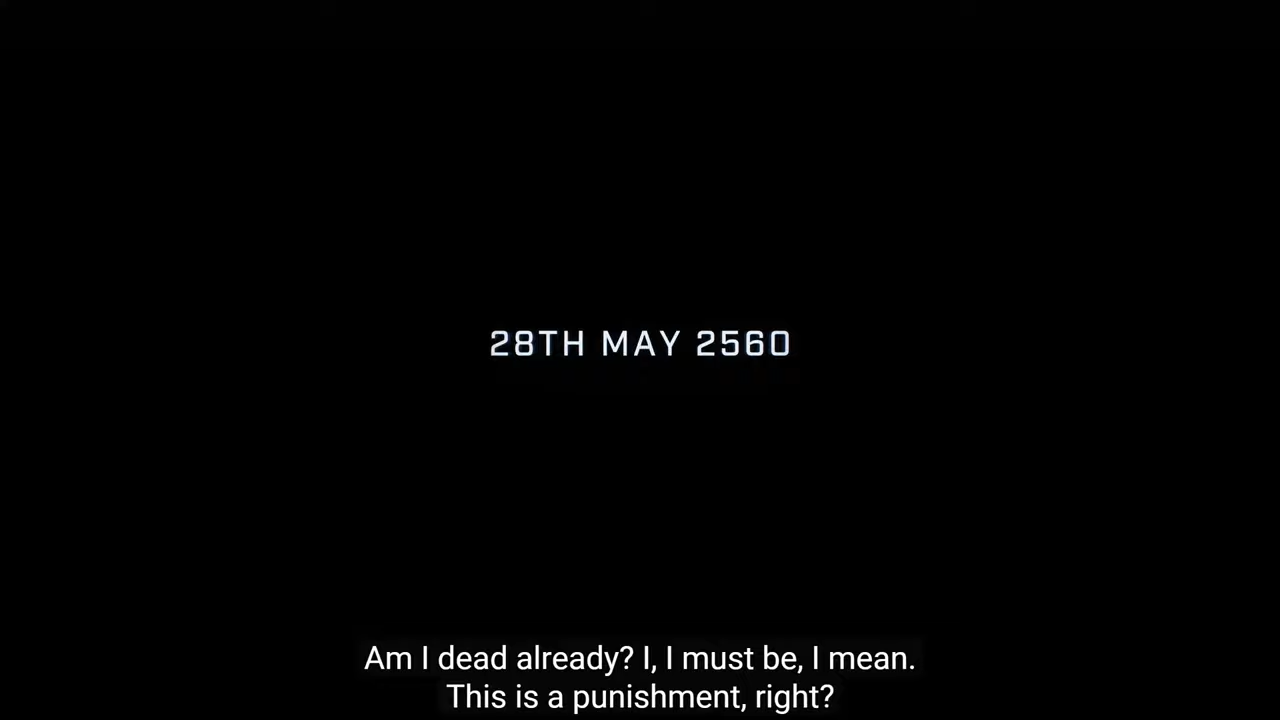 28TH MAY 2560
Am I dead already? I, I must be, I mean.
This is a punishment, right?